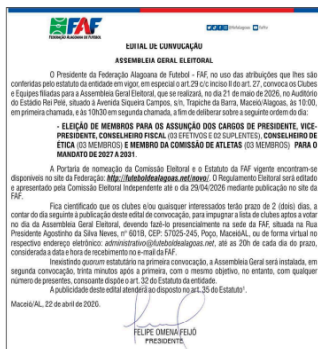 FAF
FEDERAÇÃO ALAGOANA DE FUTEBOL
EDITAL DE CONVOCAÇÃO
ASSEMBLEIA GERAL ELEITORAL
O Presidente da Federação Alagoana de Futebol - FAF, no uso das atribuições que lhes são
conferidas pelo estatuto da entidade vigor, em especial o art.29 c/c inciso II do art. 27, convoca os Clubes
e Equipes filiadas para a Assembleia Geral Eleitoral, que se realizará, no dia 21 de maio de 2026, no Auditório
do Estádio Rei Pelé, situado à Avenida Siqueira Campos, s/n, Trapiche da Barra, Maceió/Alagoas, às 10:00,
em primeira chamada, e às 10h30 em segunda chamada, a fim de deliberar sobre a seguinte ordem do dia:
- ELEIÇÃO DE MEMBROS PARA OS ASSUNÇÃO DOS CARGOS DE PRESIDENTE, VICE-
PRESIDENTE, CONSELHEIRO FISCAL (03 EFETIVOS E 02 SUPLENTES), CONSELHEIRO DE
ÉTICA (03 MEMBROS) E MEMBRO DA COMISSÃO DE ATLETAS (03 MEMBROS) PARA O
MANDATO DE 2027 A 2031.
A Portaria de nomeação da Comissão Eleitoral e o Estatuto da FAF vigente encontram-se
disponíveis no site da Federação: http://futeboldealagoas.net/novo/. O Regulamento Eleitoral será editado
e apresentado pela Comissão Eleitoral Independente até o dia 29/04/2026 mediante publicação no site da
FAF.
Fica cientificado que os clubes e/ou quaisquer interessados terão prazo de 2 (dois) dias, a
contar do dia seguinte à publicação deste edital de convocação, para impugnar a lista de clubes aptos a votar
no dia da Assembleia Geral Eleitoral, devendo fazê-lo presencialmente na sede da FAF, situada na Rua
Presidente Agostinho da Silva Neves, nº 601B, CEP: 57025-245, Poço, Maceió/AL, ou de forma virtual no
respectivo endereço eletrônico: administrativo@futeboldealagoas.net, até as 20h de cada dia do prazo,
considerada a data e hora de recebimento no e-mail da FAF.
Inexistindo quorum estatutário na primeira convocação, a Assembleia Geral será instalada, em
segunda convocação, trinta minutos após a primeira, com o mesmo objetivo, no entanto, com qualquer
número de presentes, consoante dispõe o art. 32 do Estatuto da entidade.
A publicidade deste edital atenderá ao disposto no art. 35 do Estatuto1.
Maceió/AL, 22 de abril de 2026.
FELIPE OMENA FEIJÓ
PRESIDENTE